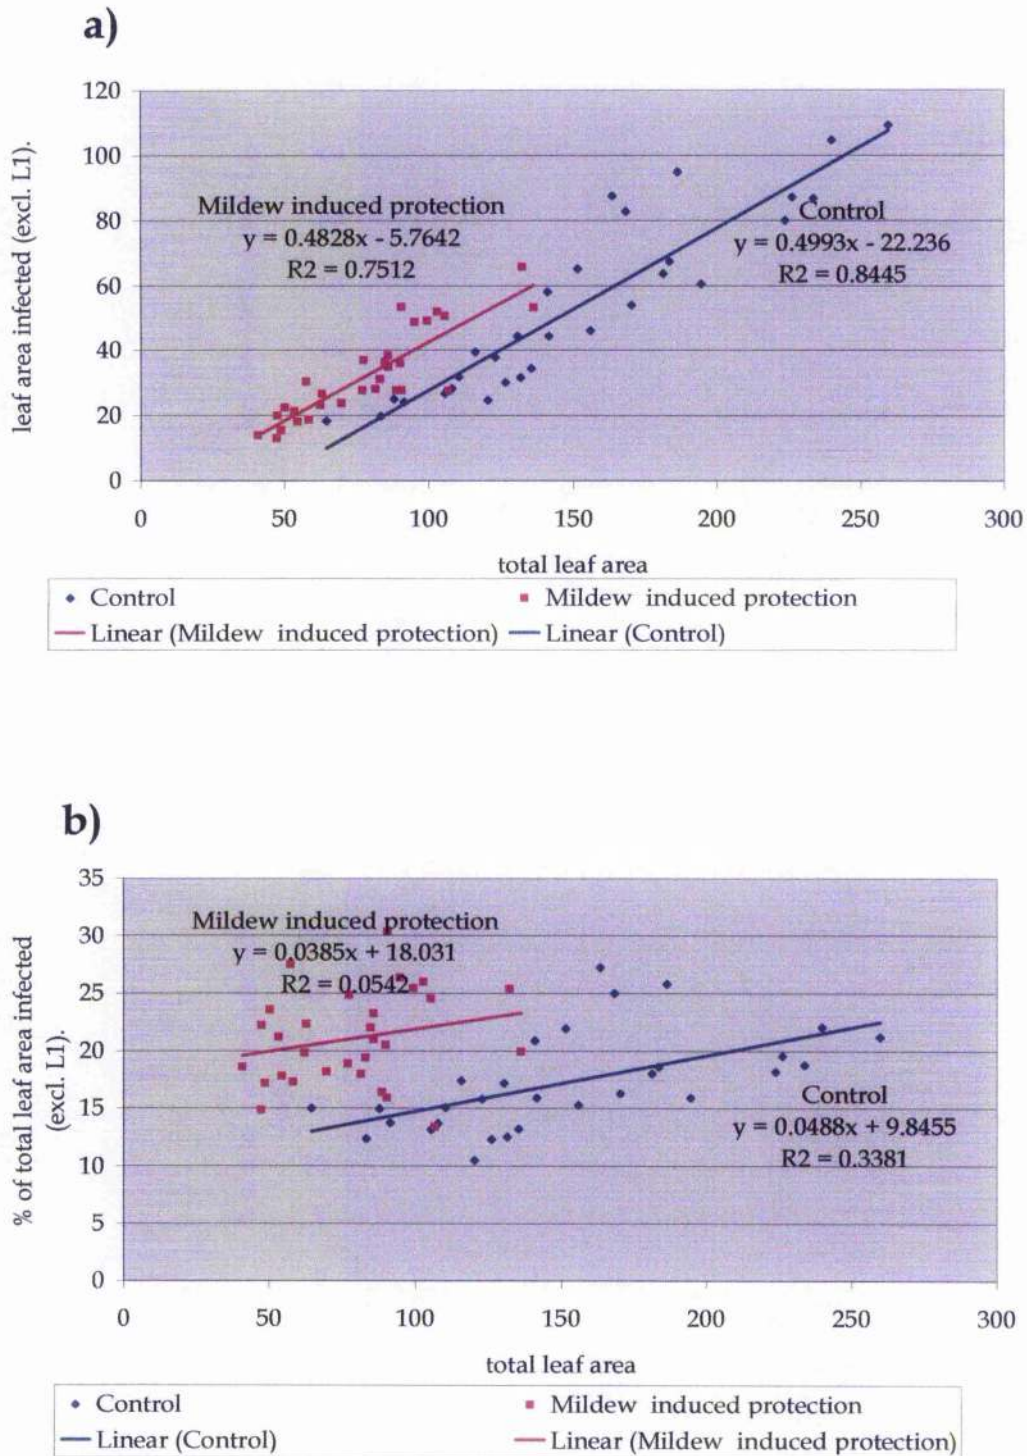 a)
120
100
80
60
40
20
0
leaf area infected (excl. L1).
Mildew induced protection
y = 0.4828x - 5.7642
R2 = 0.7512
Control
y = 0.4993x - 22.236
R2 = 0.8445
0 50 100 150 200 250 300
total leaf area
Control Mildew induced protection
Linear (Mildew induced protection) Linear (Control)
b)
35
30
25
20
15
10
5
0
% of total leaf area infected
(excl. L1).
Mildew induced protection
y = 0.0385x + 18.031
R2 = 0.0542
Control
y = 0.0488x + 9.8455
R2 = 0.3381
0 50 100 150 200 250 300
total leaf area
Control Mildew induced protection
Linear (Control) Linear (Mildew induced protection)